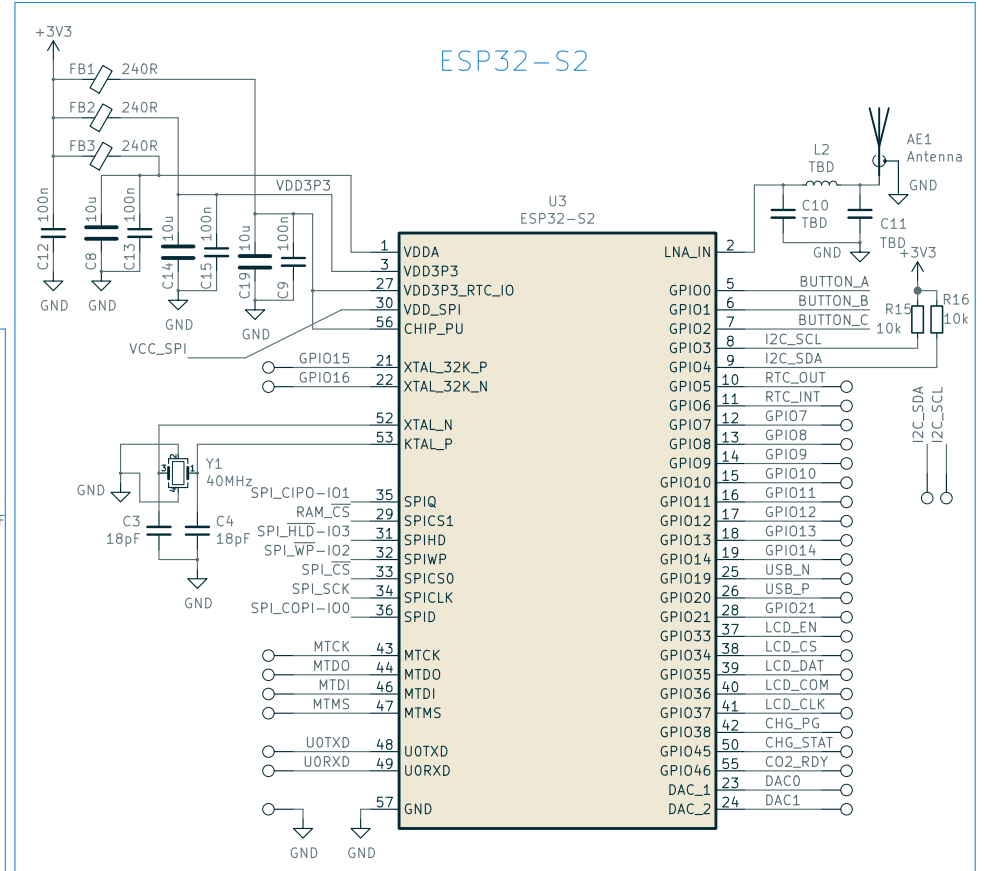 ESP32-S2
+3V3
FB1 240R
FB2 240R
FB3 240R
VDD3P3
C12 100n
C8 10u
C13 100n
C14 10u
C15 100n
C19 10u
C9 100n
GND
GND
GND
GND
VCC_SPI
U3
ESP32-S2
L2
TBD
AE1
Antenna
GND
C10
TBD
C11
TBD
GND
+3V3
R15
10k
R16
10k
I2C_SDA
I2C_SCL
1 VDDA
3 VDD3P3
27 VDD3P3_RTC_IO
30 VDD_SPI
56 CHIP_PU
GPIO15 21 XTAL_32K_P
GPIO16 22 XTAL_32K_N
52 XTAL_N
53 KTAL_P
Y1
40MHz
3 2 1 4
GND
C3
18pF
C4
18pF
GND
SPI_CIPO-IO1 35 SPIQ
RAM_CS 29 SPICS1
SPI_HLD-IO3 31 SPIHD
SPI_WP-IO2 32 SPIWP
SPI_CS 33 SPICS0
SPI_SCK 34 SPICLK
SPI_COPI-IO0 36 SPID
MTCK 43 MTCK
MTDO 44 MTDO
MTDI 46 MTDI
MTMS 47 MTMS
U0TXD 48 U0TXD
U0RXD 49 U0RXD
57 GND
GND
GND
LNA_IN 2
GPIO0 5 BUTTON_A
GPIO1 6 BUTTON_B
GPIO2 7 BUTTON_C
GPIO3 8 I2C_SCL
GPIO4 9 I2C_SDA
GPIO5 10 RTC_OUT
GPIO6 11 RTC_INT
GPIO7 12 GPIO7
GPIO8 13 GPIO8
GPIO9 14 GPIO9
GPIO10 15 GPIO10
GPIO11 16 GPIO11
GPIO12 17 GPIO12
GPIO13 18 GPIO13
GPIO14 19 GPIO14
GPIO19 25 USB_N
GPIO20 26 USB_P
GPIO21 28 GPIO21
GPIO33 37 LCD_EN
GPIO34 38 LCD_CS
GPIO35 39 LCD_DAT
GPIO36 40 LCD_COM
GPIO37 41 LCD_CLK
GPIO38 42 CHG_PG
GPIO45 50 CHG_STAT
GPIO46 55 CO2_RDY
DAC_1 23 DAC0
DAC_2 24 DAC1